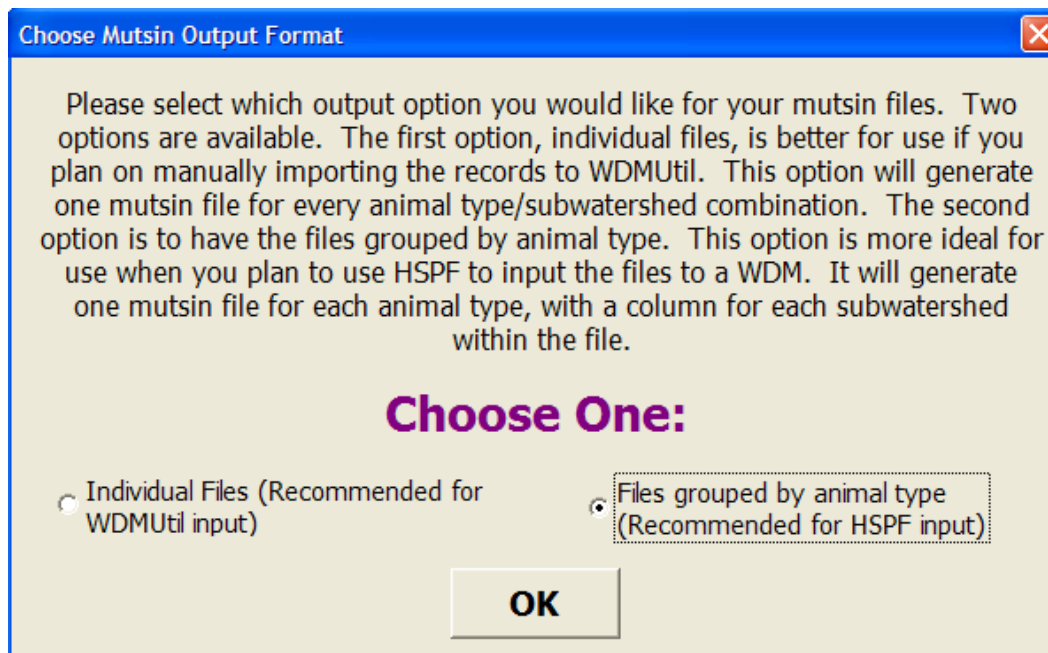 Choose Mutsin Output Format
Please select which output option you would like for your mutsin files. Two
options are available. The first option, individual files, is better for use if you
plan on manually importing the records to WDMUtil. This option will generate
one mutsin file for every animal type/subwatershed combination. The second
option is to have the files grouped by animal type. This option is more ideal for
use when you plan to use HSPF to input the files to a WDM. It will generate
one mutsin file for each animal type, with a column for each subwatershed
within the file.
Choose One:
Individual Files (Recommended for
WDMUtil input)
Files grouped by animal type
(Recommended for HSPF input)
OK